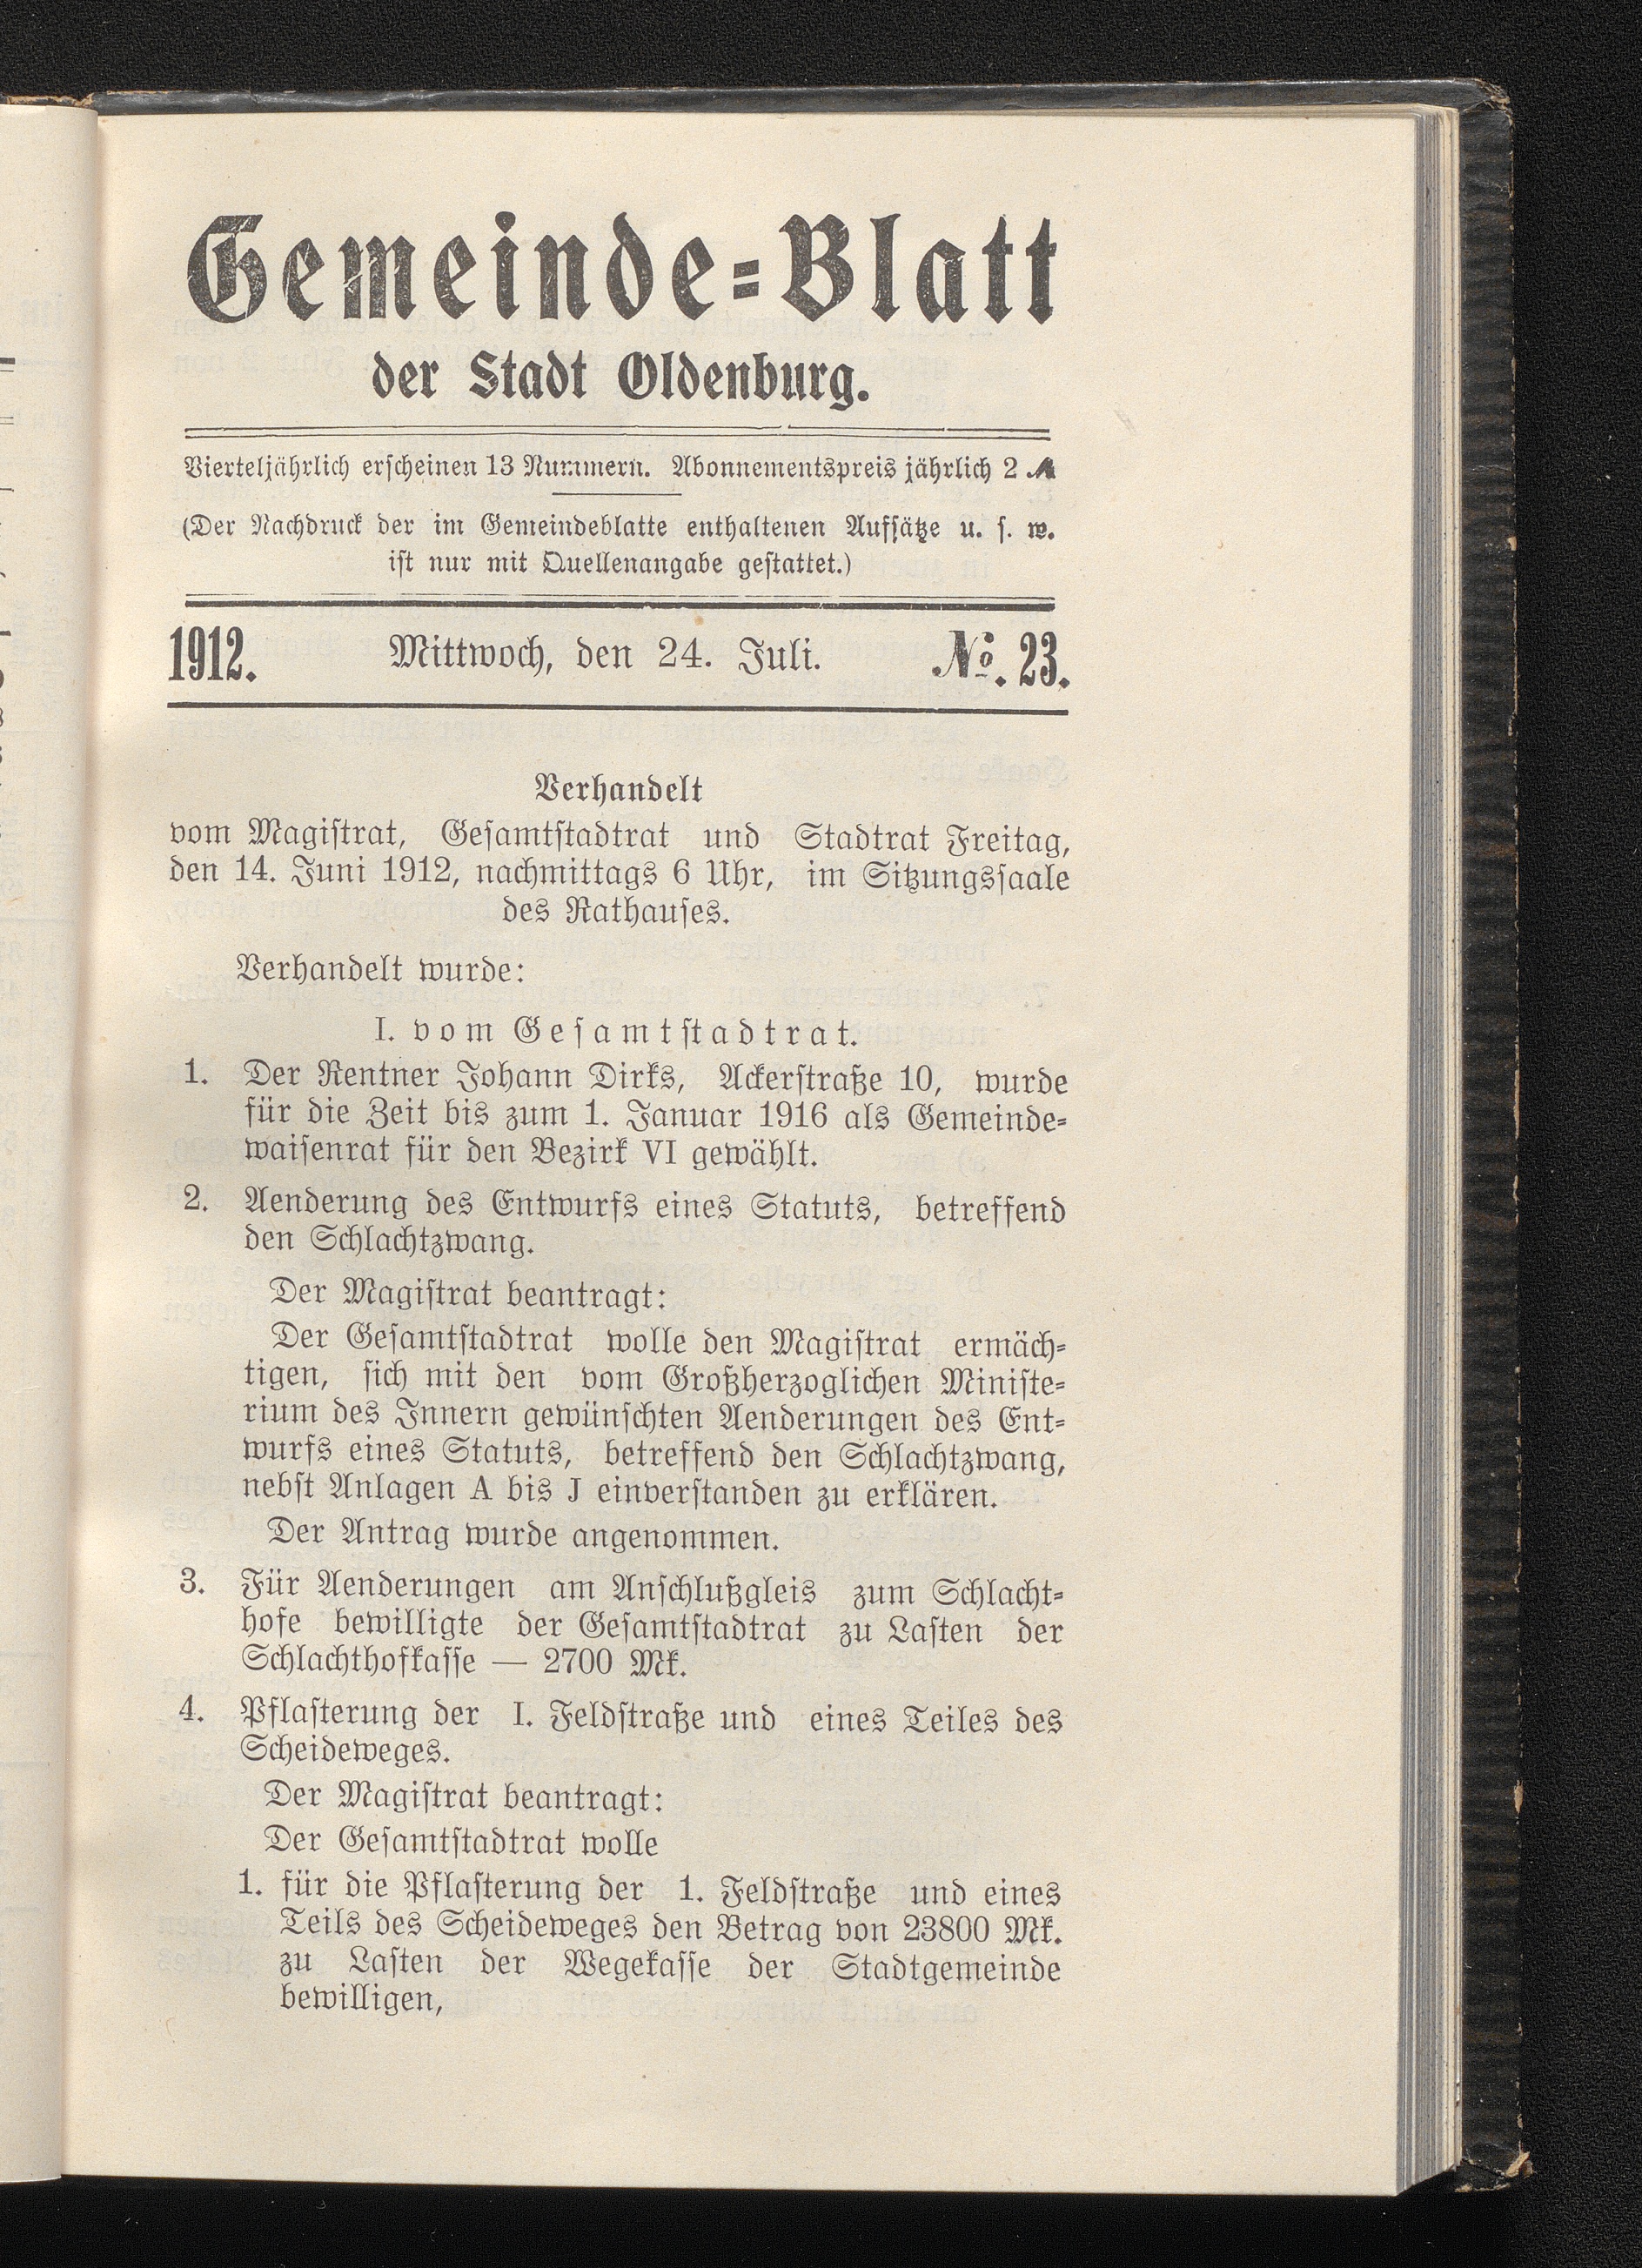 Gemeinde-Blatt
der Stadt Oldenburg.
Vierteljährlich erscheinen 13 Nummern. Abonnementspreis jährlich 2 ℳ
(Der Nachdruck der im Gemeindeblatte enthaltenen Aufsätze u. s. w.
ist nur mit Quellenangabe gestattet.)
1912. Mittwoch, den 24. Juli. No. 23.
Verhandelt
vom Magistrat, Gesamtstadtrat und Stadtrat Freitag,
den 14. Juni 1912, nachmittags 6 Uhr, im Sitzungssaale
des Rathauses.
Verhandelt wurde:
I. vom Gesamtstadtrat.
1. Der Rentner Johann Dirks, Ackerstraße 10, wurde
für die Zeit bis zum 1. Januar 1916 als Gemeinde-
waisenrat für den Bezirk VI gewählt.
2. Aenderung des Entwurfs eines Statuts, betreffend
den Schlachtzwang.
Der Magistrat beantragt:
Der Gesamtstadtrat wolle den Magistrat ermäch-
tigen, sich mit den vom Großherzoglichen Ministe-
rium des Innern gewünschten Aenderungen des Ent-
wurfs eines Statuts, betreffend den Schlachtzwang,
nebst Anlagen A bis J einverstanden zu erklären.
Der Antrag wurde angenommen.
3. Für Aenderungen am Anschlußgleis zum Schlacht-
hofe bewilligte der Gesamtstadtrat zu Lasten der
Schlachthofkasse — 2700 Mk.
4. Pflasterung der I. Feldstraße und eines Teiles des
Scheideweges.
Der Magistrat beantragt:
Der Gesamtstadtrat wolle
1. für die Pflasterung der 1. Feldstraße und eines
Teils des Scheideweges den Betrag von 23800 Mk.
zu Lasten der Wegekasse der Stadtgemeinde
bewilligen,